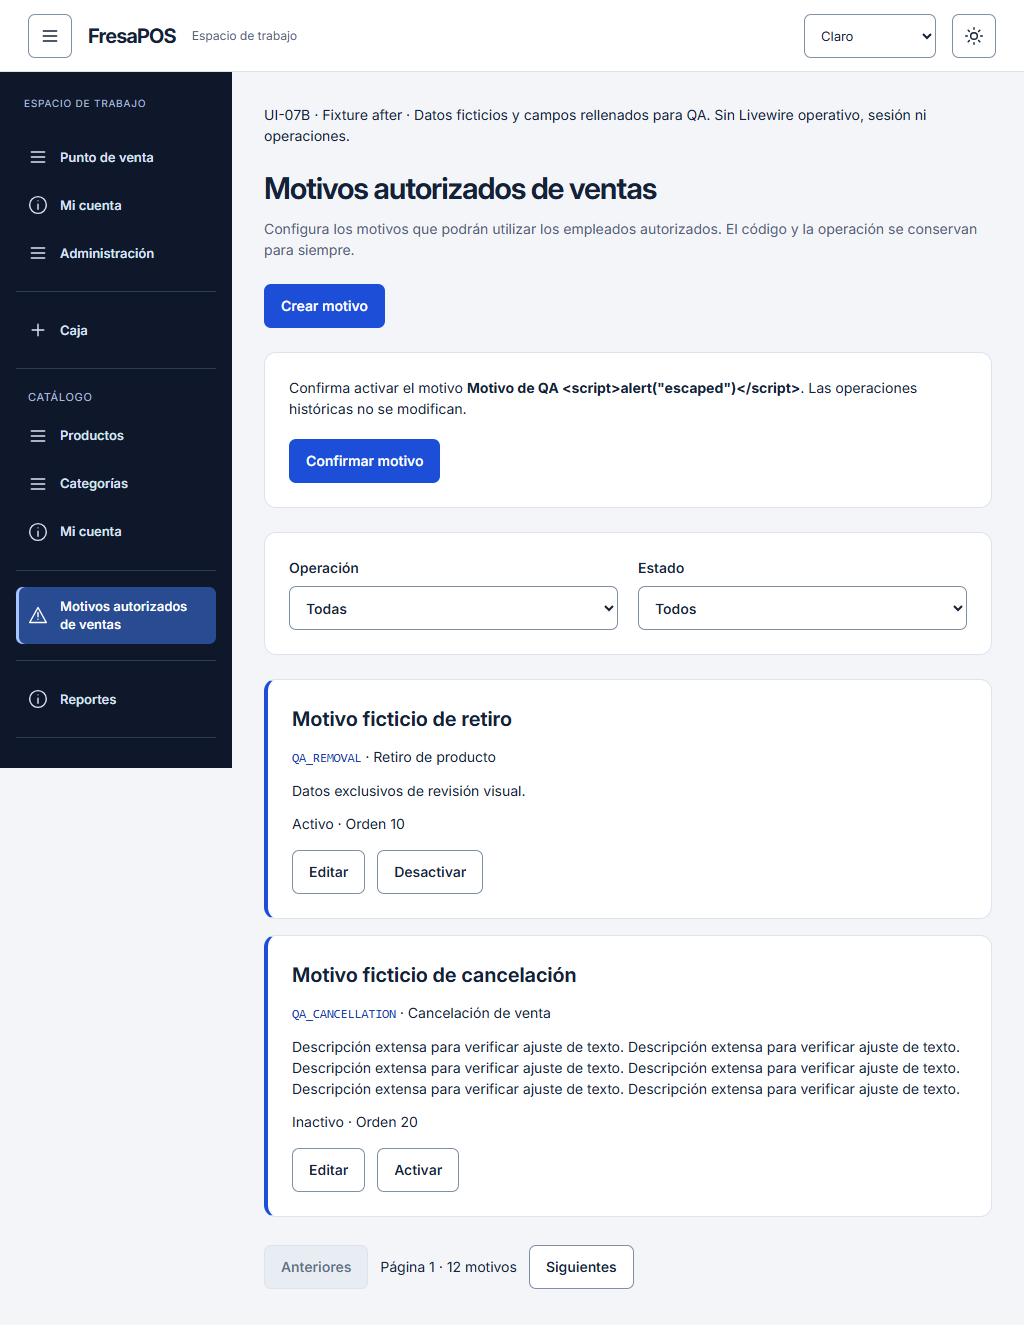 FresaPOS
Espacio de trabajo
Claro
ESPACIO DE TRABAJO
Punto de venta
Mi cuenta
Administración
Caja
CATÁLOGO
Productos
Categorías
Mi cuenta
Motivos autorizados
de ventas
Reportes
UI-07B · Fixture after · Datos ficticios y campos rellenados para QA. Sin Livewire operativo, sesión ni
operaciones.
Motivos autorizados de ventas
Configura los motivos que podrán utilizar los empleados autorizados. El código y la operación se conservan
para siempre.
Crear motivo
Confirma activar el motivo Motivo de QA <script>alert("escaped")</script>. Las operaciones
históricas no se modifican.
Confirmar motivo
Operación
Estado
Todas
Todos
Motivo ficticio de retiro
QA_REMOVAL · Retiro de producto
Datos exclusivos de revisión visual.
Activo · Orden 10
Editar
Desactivar
Motivo ficticio de cancelación
QA_CANCELLATION · Cancelación de venta
Descripción extensa para verificar ajuste de texto. Descripción extensa para verificar ajuste de texto.
Descripción extensa para verificar ajuste de texto. Descripción extensa para verificar ajuste de texto.
Descripción extensa para verificar ajuste de texto. Descripción extensa para verificar ajuste de texto.
Inactivo · Orden 20
Editar
Activar
Anteriores
Página 1 · 12 motivos
Siguientes